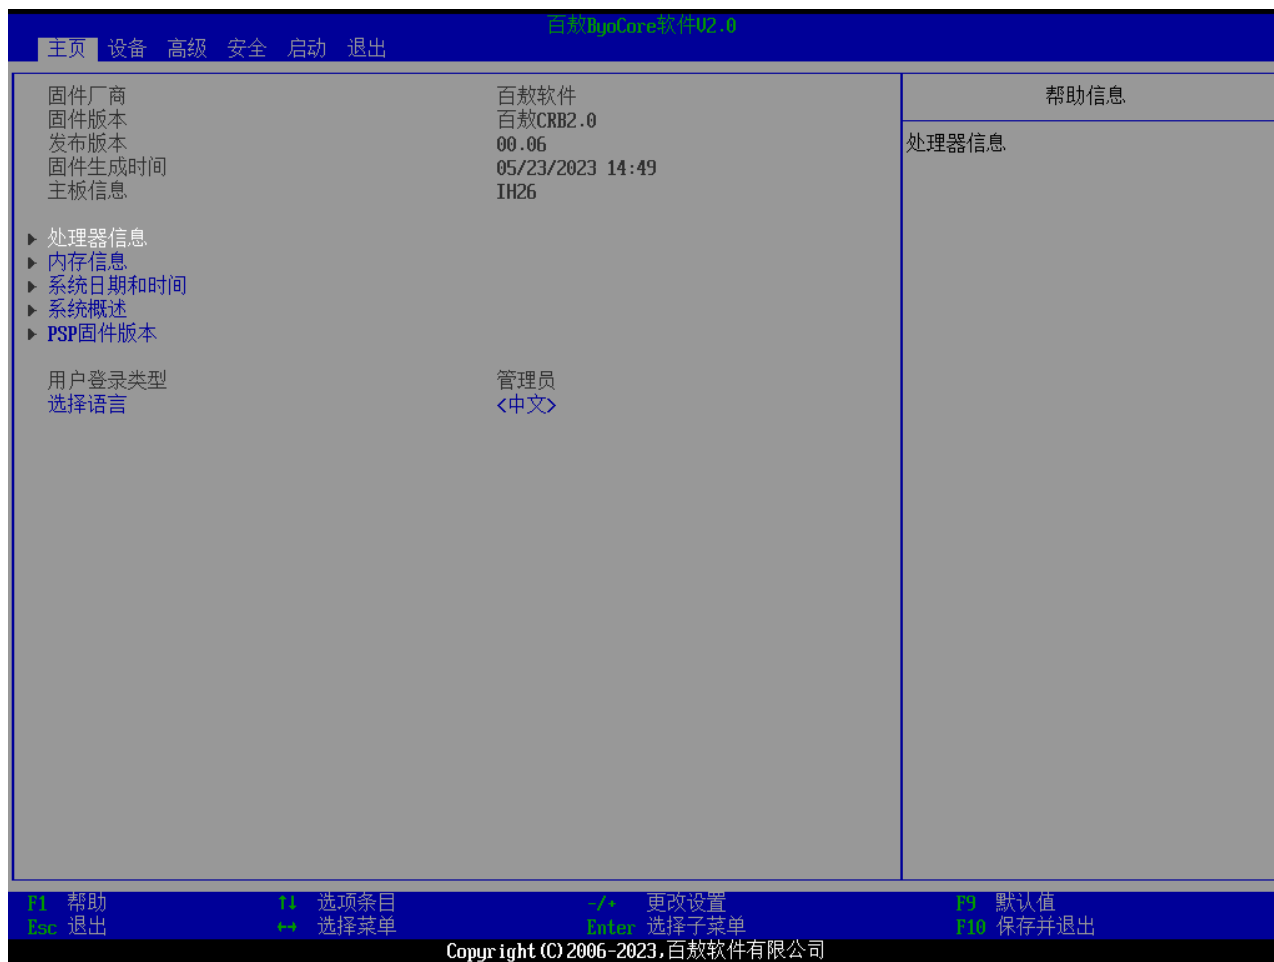 百敖ByoCore软件V2.0
主页 设备 高级 安全 启动 退出
固件厂商 百敖软件
固件版本 百敖CRB2.0
发布版本 00.06
固件生成时间 05/23/2023 14:49
主板信息 IH26
处理器信息
内存信息
系统日期和时间
系统概述
PSP固件版本
用户登录类型 管理员
选择语言 <中文>
帮助信息
处理器信息
F1 帮助 ↑↓ 选项条目 -/+ 更改设置 F9 默认值
Esc 退出 ←→ 选择菜单 Enter 选择子菜单 F10 保存并退出
Copyright(C)2006-2023,百敖软件有限公司